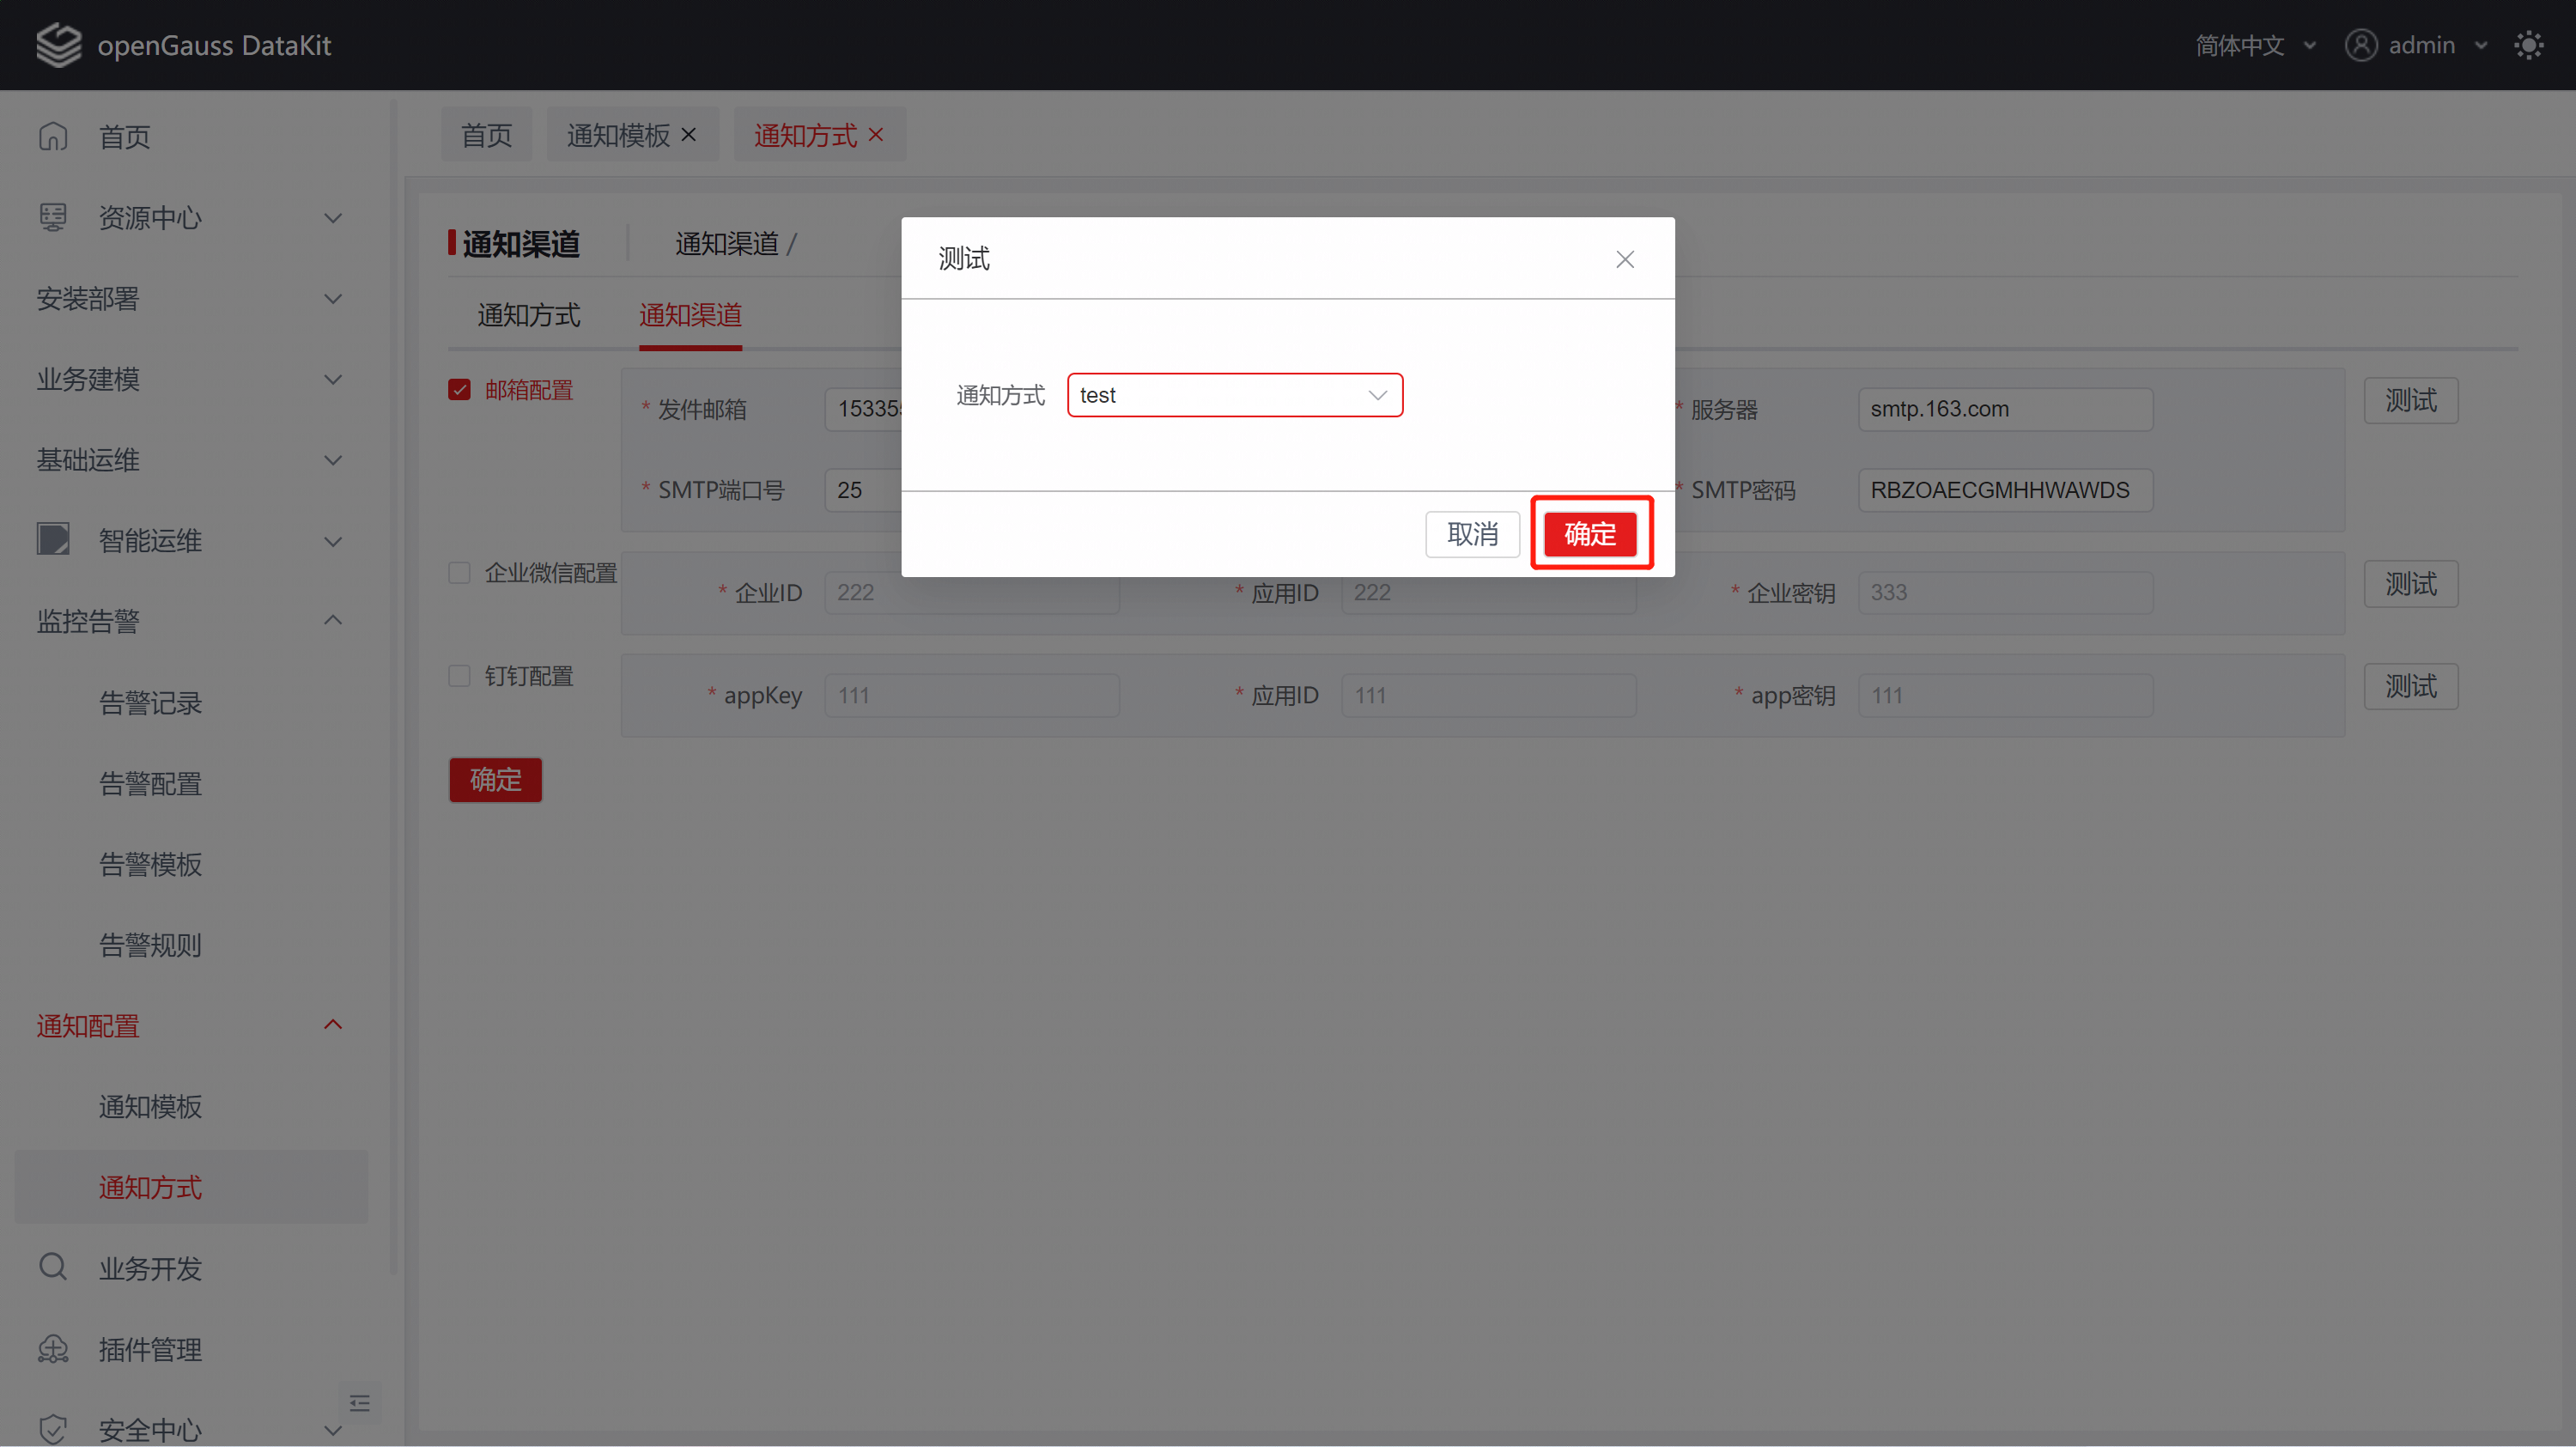 openGauss DataKit
简体中文
admin
首页
资源中心
安装部署
业务建模
基础运维
智能运维
监控告警
告警记录
告警配置
告警模板
告警规则
通知配置
通知模板
通知方式
业务开发
插件管理
安全中心
首页 通知模板 通知方式
通知渠道 通知渠道 /
通知方式 通知渠道
测试
通知方式 test
取消 确定
邮箱配置 * 发件邮箱 * 服务器 smtp.163.com 测试
* SMTP端口号 25 * SMTP密码 RBZOAECGMHHWAWDS
企业微信配置 * 企业ID 222 * 应用ID 222 * 企业密钥 333 测试
钉钉配置 * appKey 111 * 应用ID 111 * app密钥 111 测试
确定